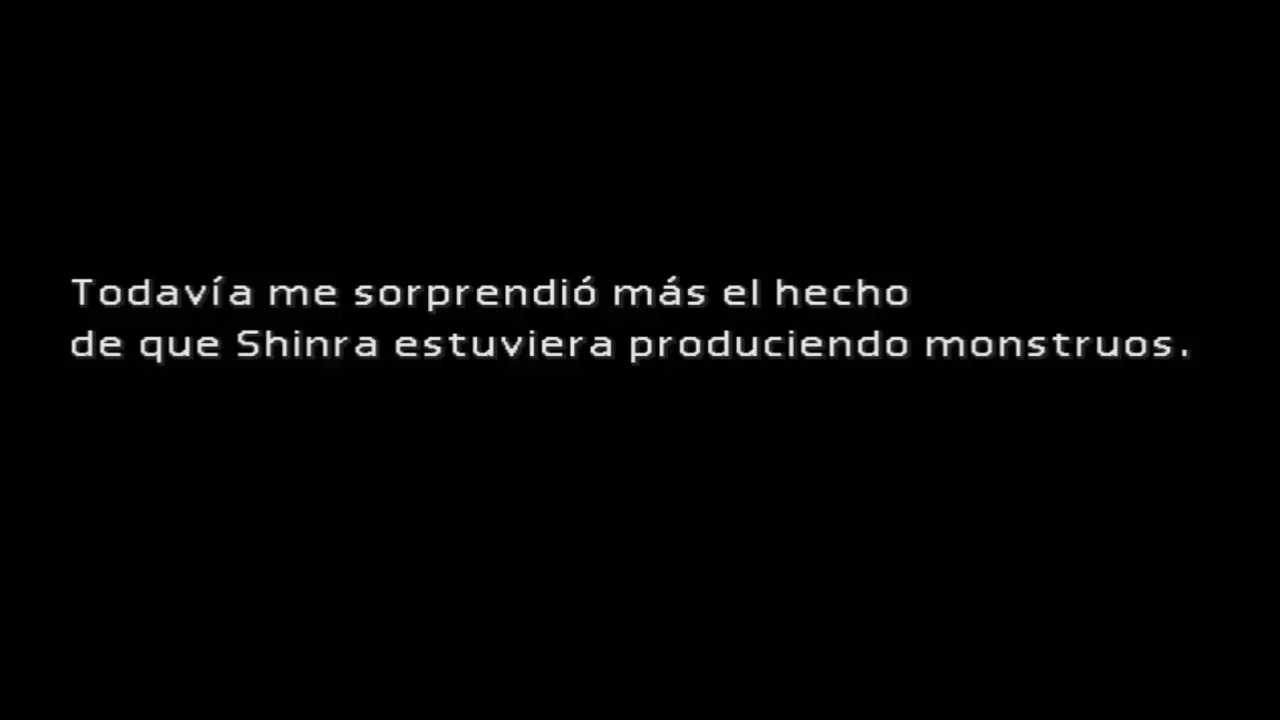 Todavía me sorprendió más el hecho
de que Shinra estuviera produciendo monstruos.